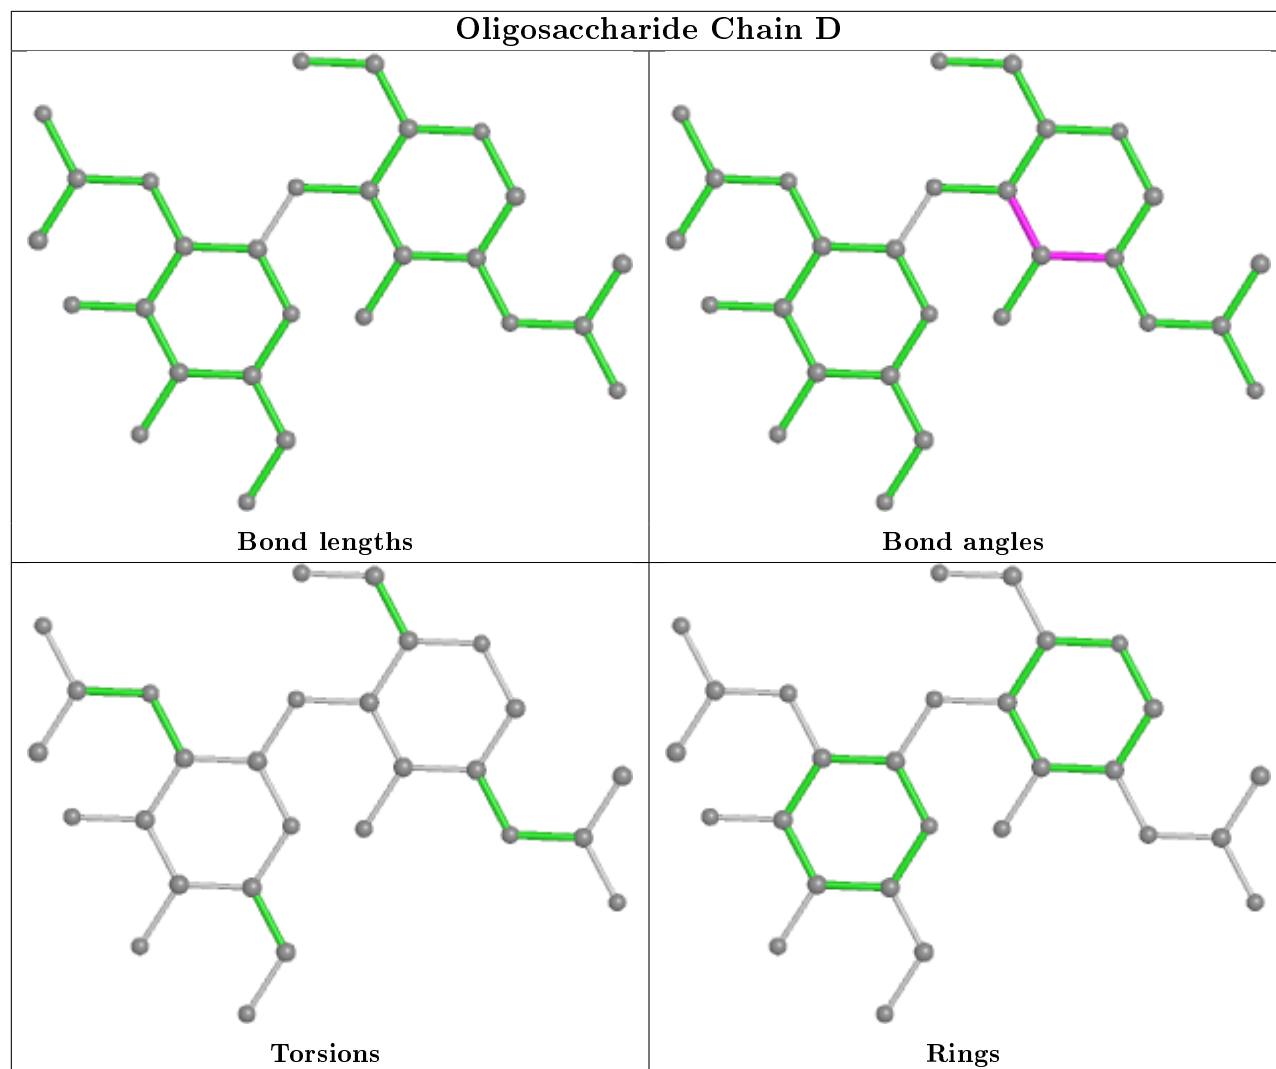 Oligosaccharide Chain D
Bond lengths
Bond angles
Torsions
Rings